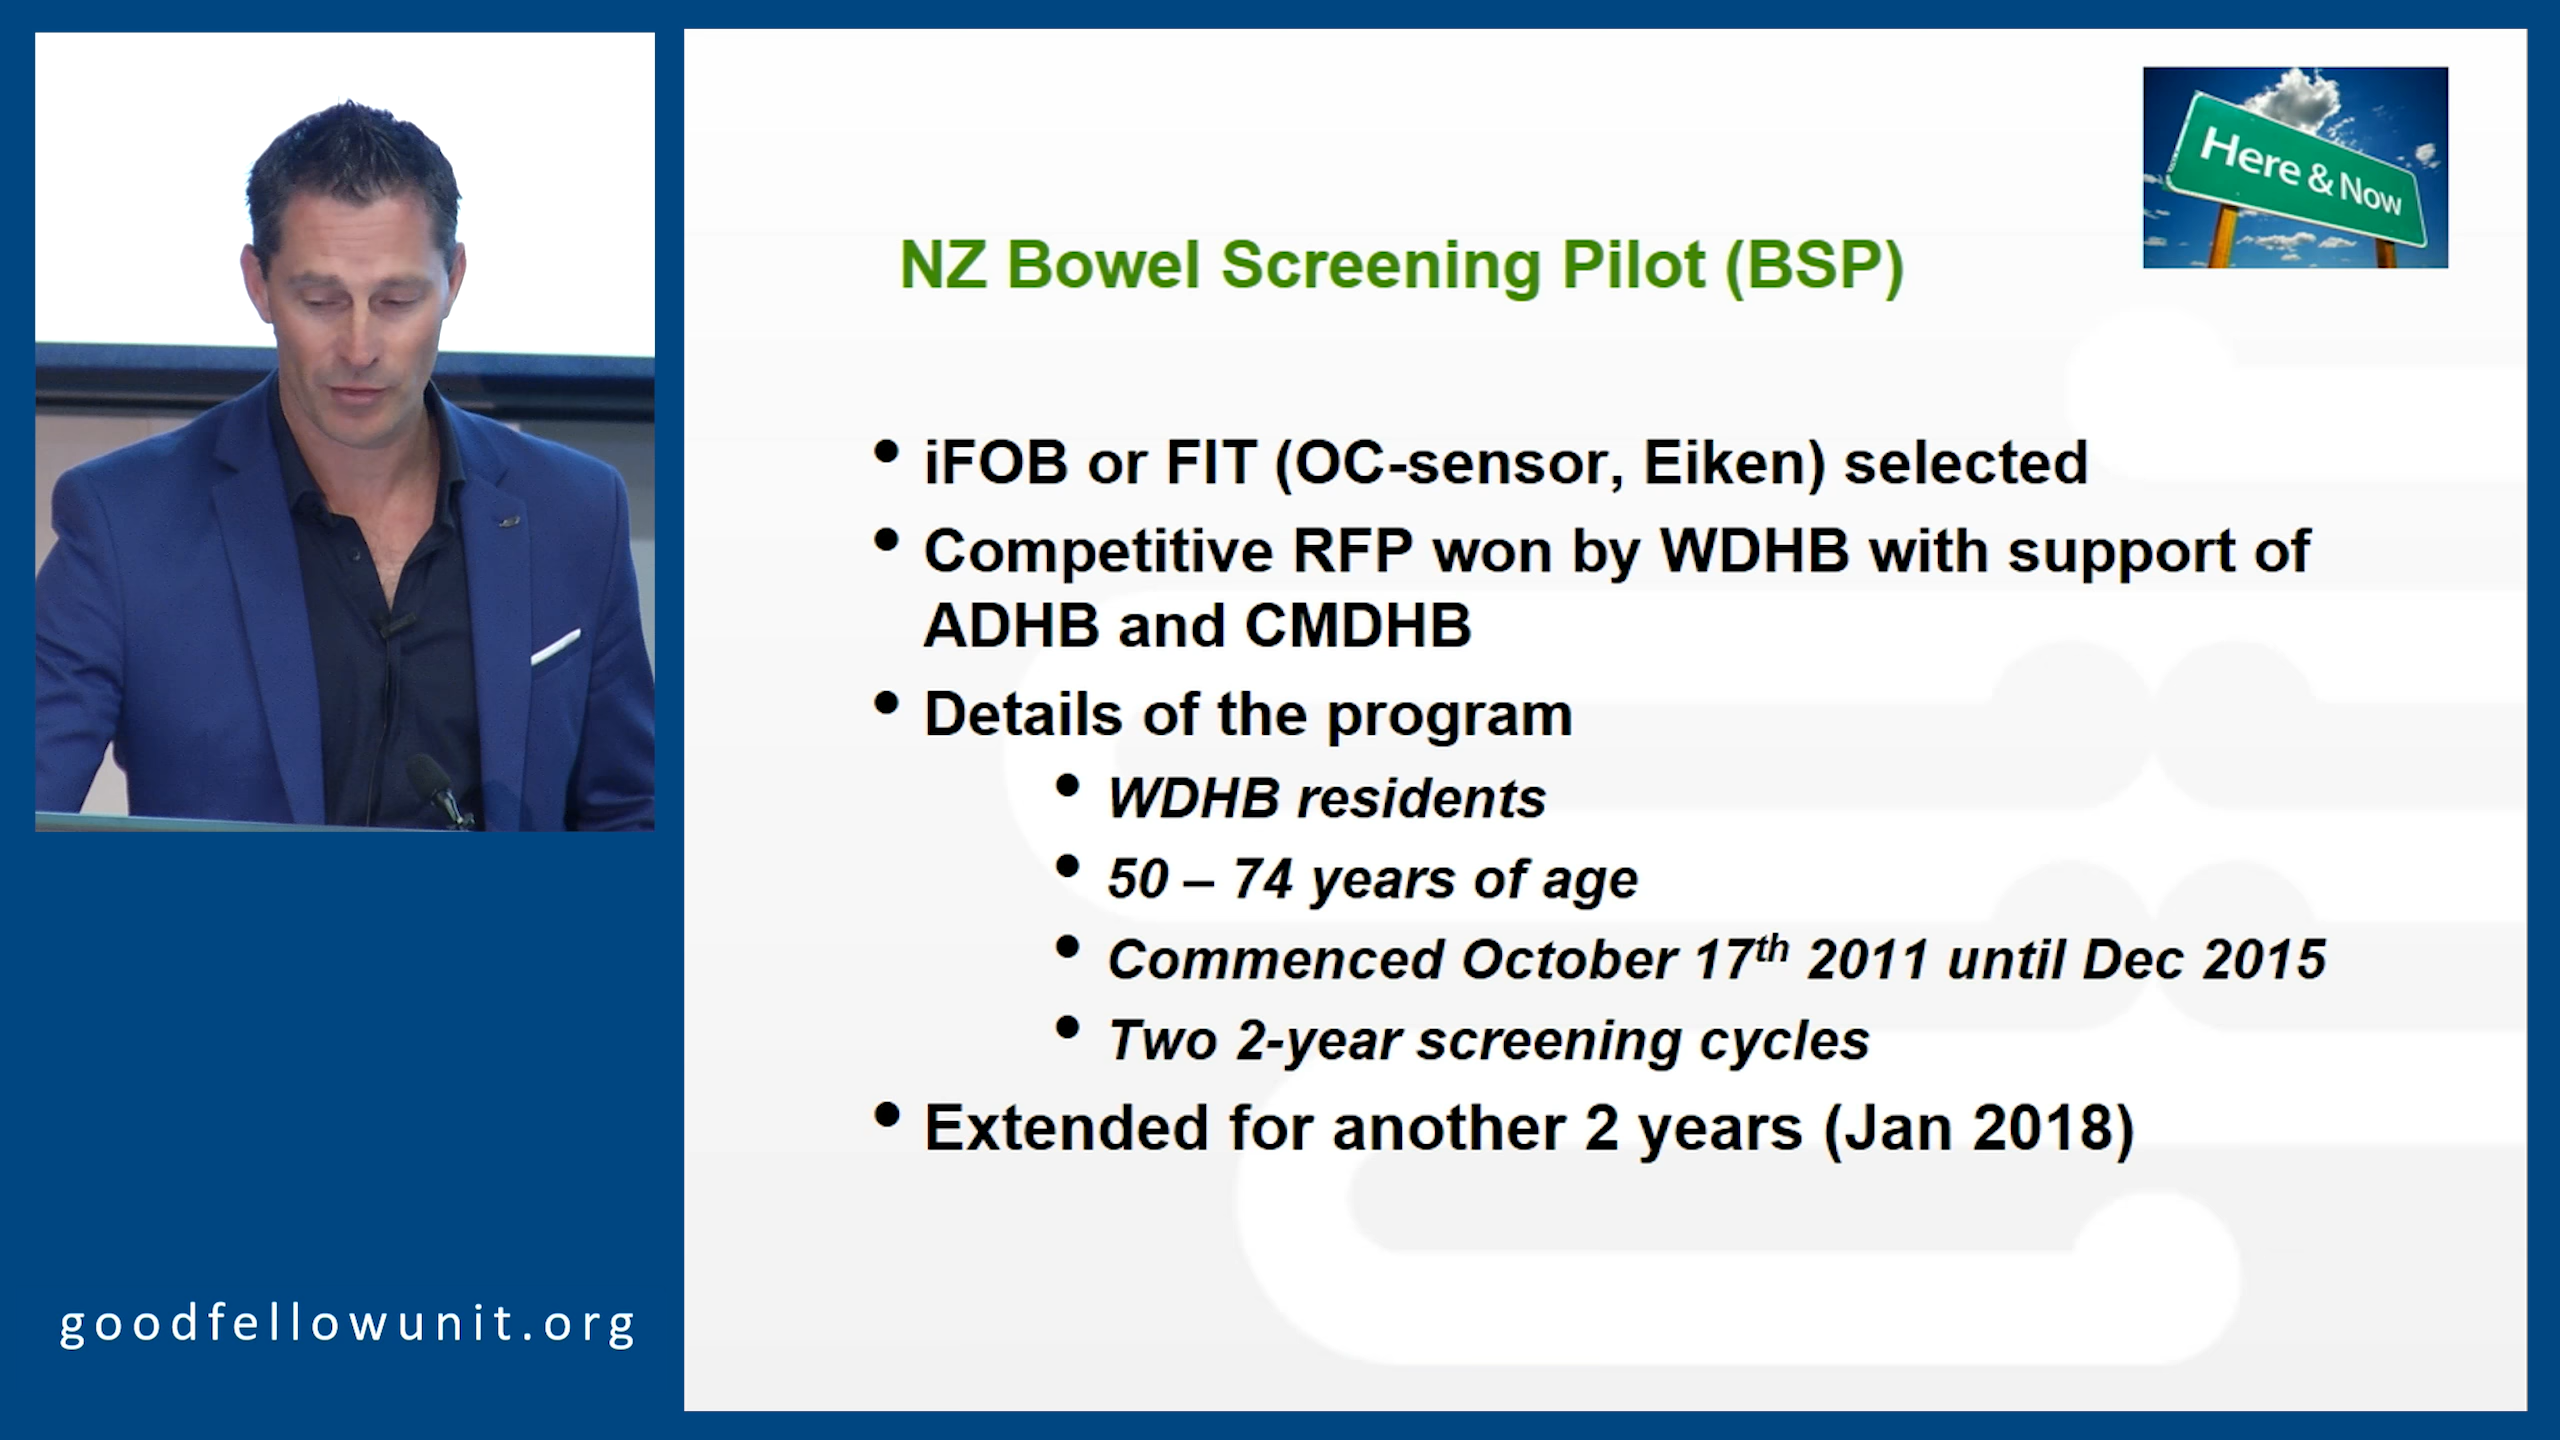 Here & Now
NZ Bowel Screening Pilot (BSP)
• iFOB or FIT (OC-sensor, Eiken) selected
• Competitive RFP won by WDHB with support of
ADHB and CMDHB
• Details of the program
• WDHB residents
• 50 – 74 years of age
• Commenced October 17th 2011 until Dec 2015
• Two 2-year screening cycles
• Extended for another 2 years (Jan 2018)
goodfellowunit.org